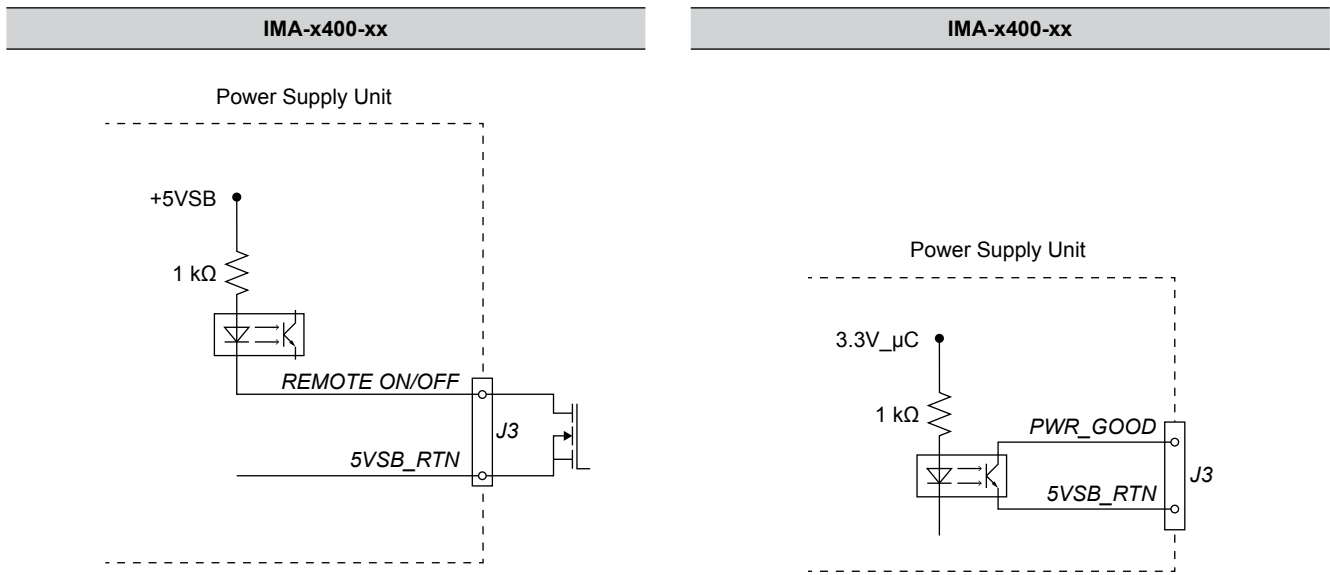 IMA-x400-xx
Power Supply Unit
+5VSB
1 kΩ
REMOTE ON/OFF
J3
5VSB_RTN
IMA-x400-xx
Power Supply Unit
3.3V_µC
1 kΩ
PWR_GOOD
J3
5VSB_RTN